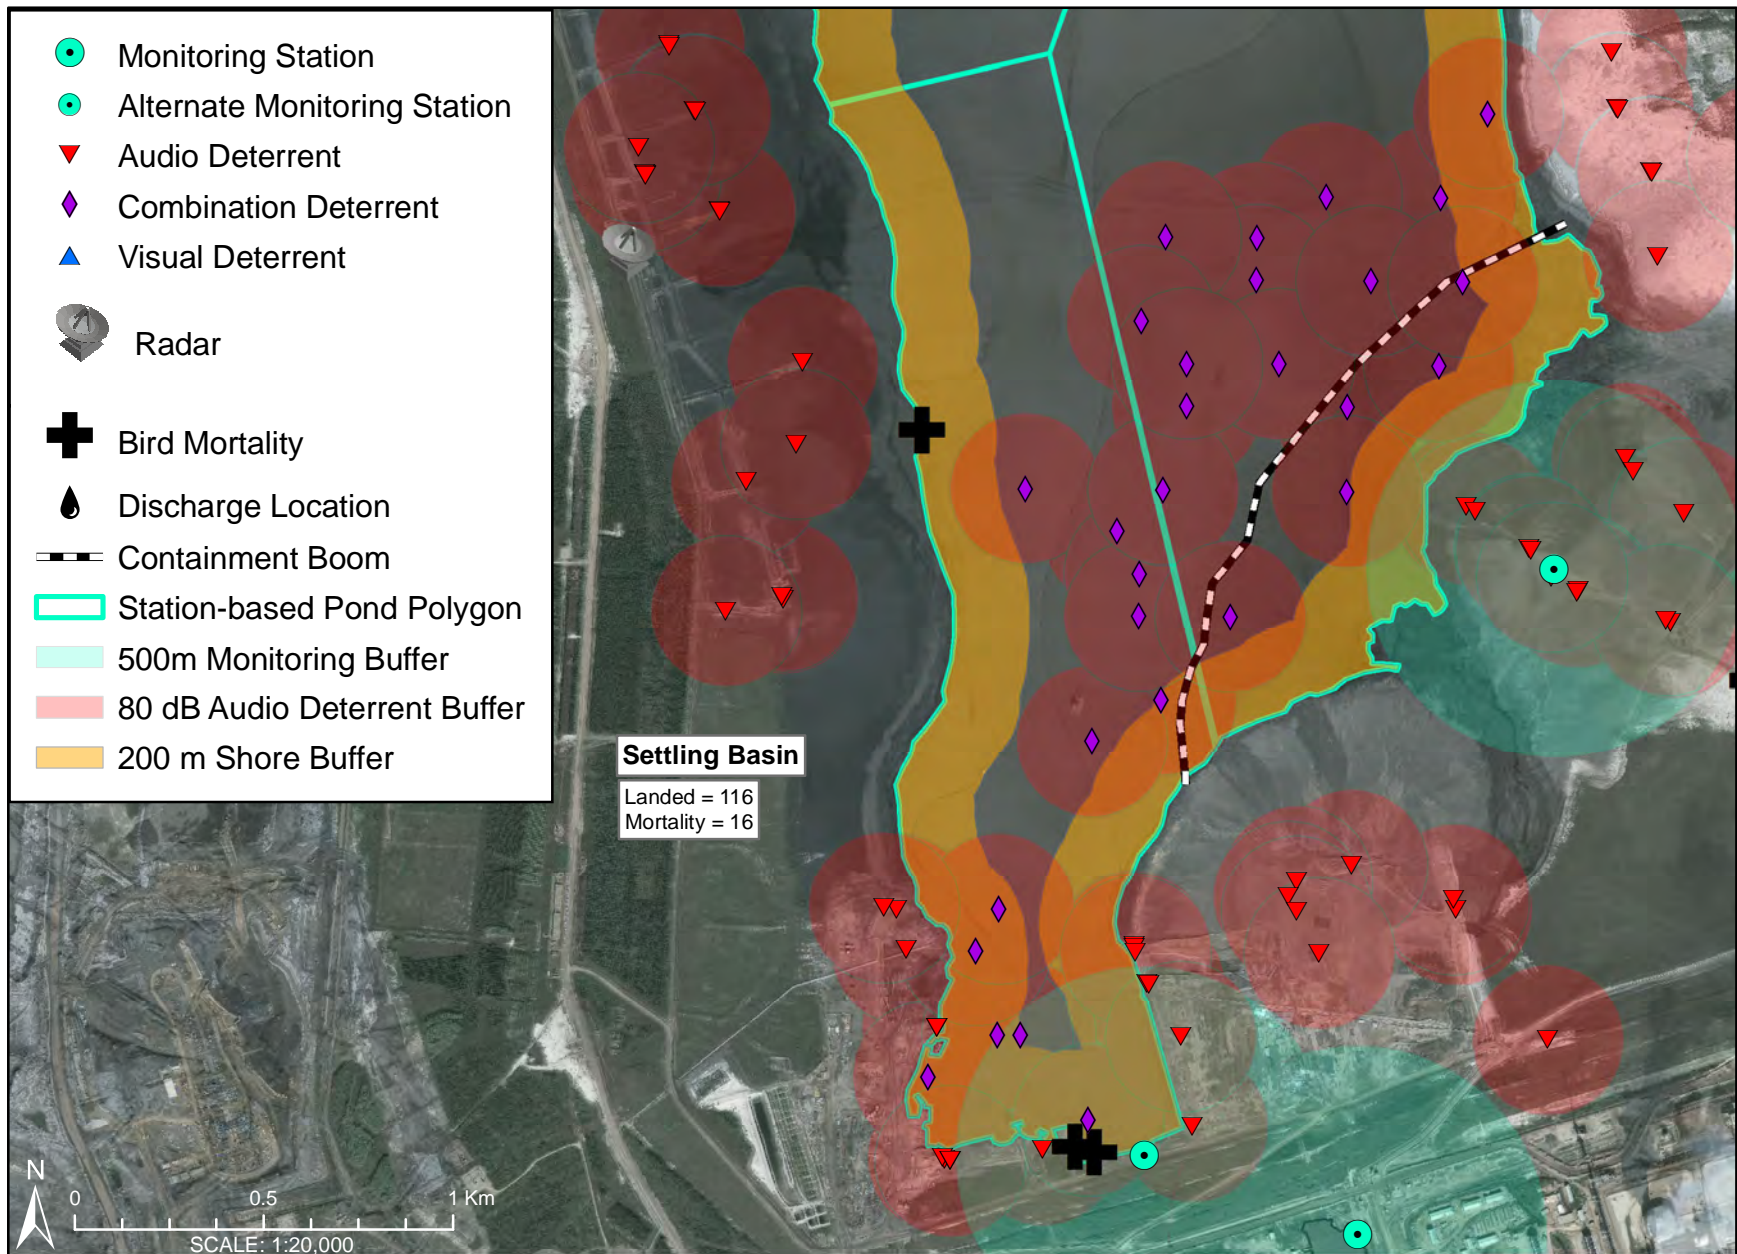 Monitoring Station
Alternate Monitoring Station
Audio Deterrent
Combination Deterrent
Visual Deterrent
Radar
Bird Mortality
Discharge Location
Containment Boom
Station-based Pond Polygon
500m Monitoring Buffer
80 dB Audio Deterrent Buffer
200 m Shore Buffer
Settling Basin
Landed = 116
Mortality = 16
N
0 0.5 1 Km
SCALE: 1:20,000